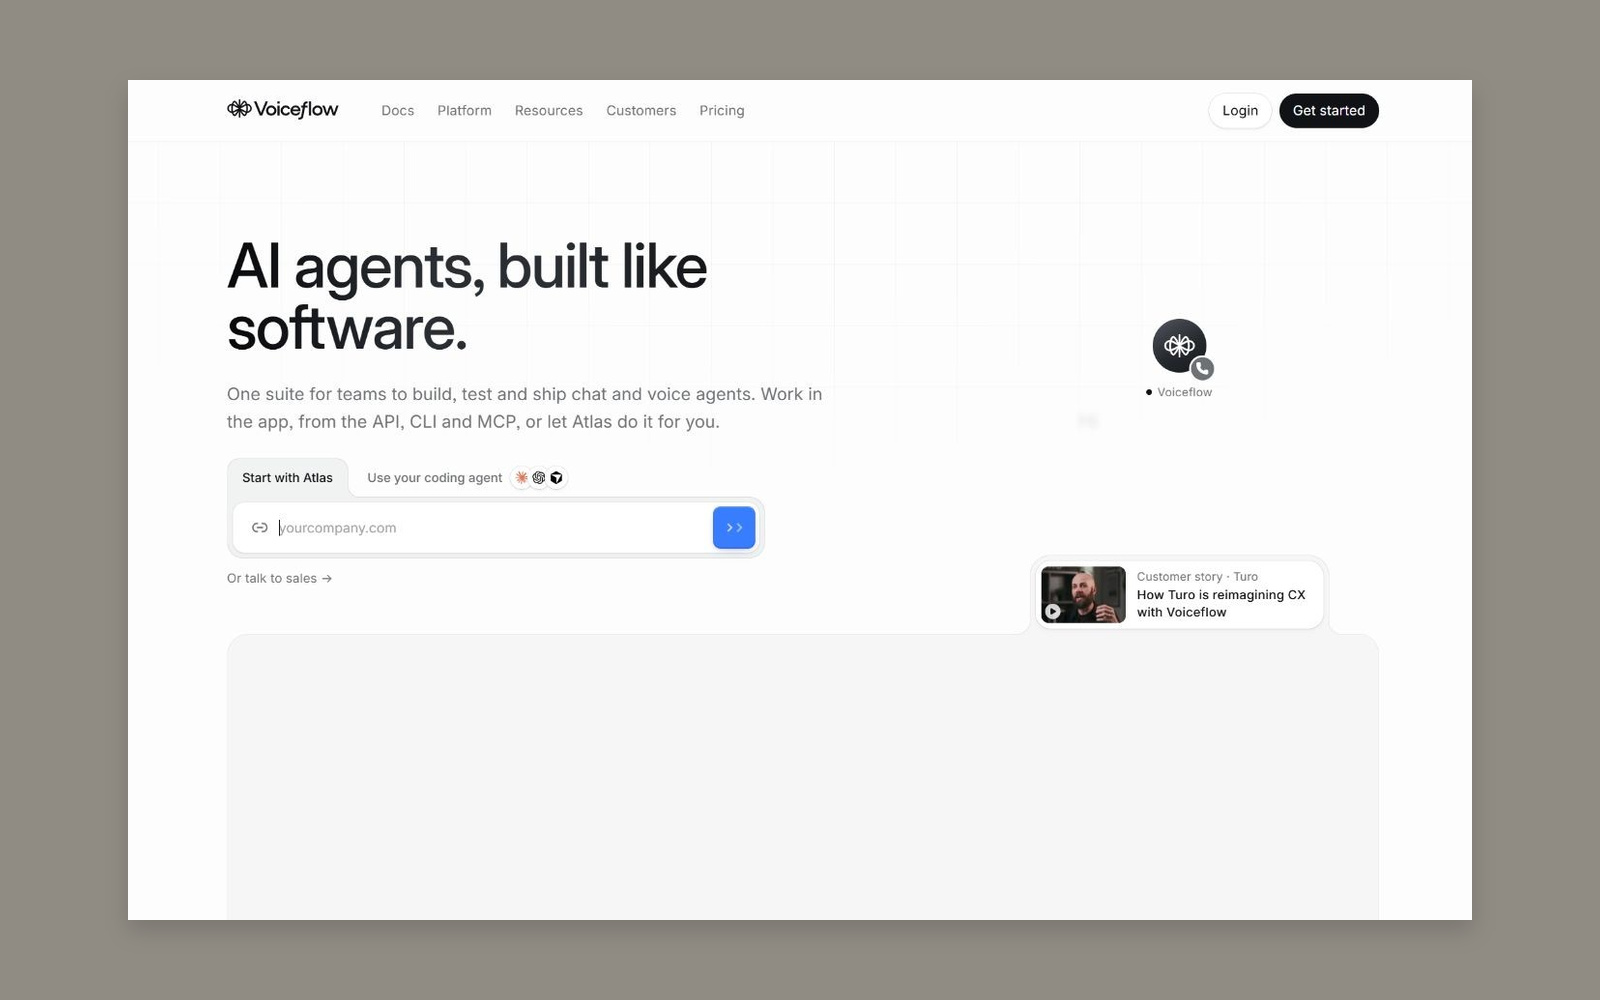 Voiceflow
Docs
Platform
Resources
Customers
Pricing
Login
Get started
AI agents, built like
software.
One suite for teams to build, test and ship chat and voice agents. Work in
the app, from the API, CLI and MCP, or let Atlas do it for you.
Start with Atlas
Use your coding agent
yourcompany.com
Or talk to sales →
Voiceflow
Customer story · Turo
How Turo is reimagining CX
with Voiceflow